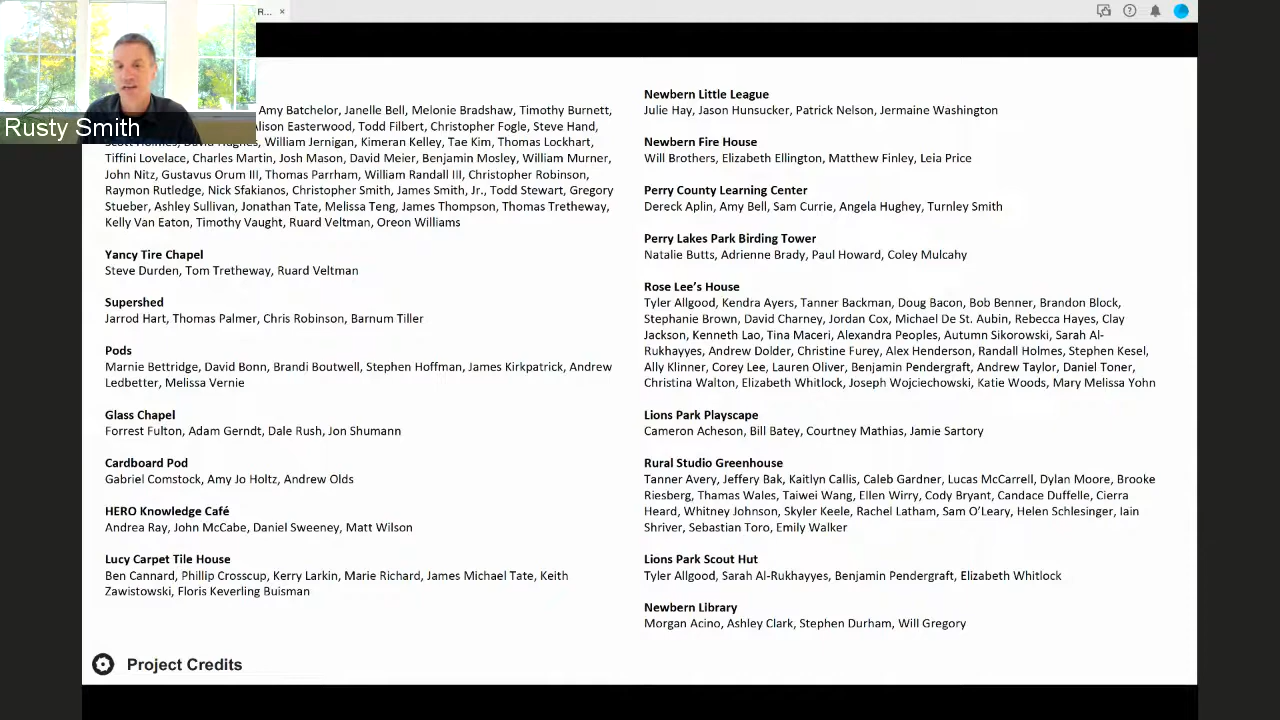 R... ×
Rusty Smith
Amy Batchelor, Janelle Bell, Melonie Bradshaw, Timothy Burnett,
Alison Easterwood, Todd Filbert, Christopher Fogle, Steve Hand,
Scott Holmes, David Hughes, William Jernigan, Kimeran Kelley, Tae Kim, Thomas Lockhart,
Tiffini Lovelace, Charles Martin, Josh Mason, David Meier, Benjamin Mosley, William Murner,
John Nitz, Gustavus Orum III, Thomas Parrham, William Randall III, Christopher Robinson,
Raymon Rutledge, Nick Sfakianos, Christopher Smith, James Smith, Jr., Todd Stewart, Gregory
Stueber, Ashley Sullivan, Jonathan Tate, Melissa Teng, James Thompson, Thomas Tretheway,
Kelly Van Eaton, Timothy Vaught, Ruard Veltman, Oreon Williams
Yancy Tire Chapel
Steve Durden, Tom Tretheway, Ruard Veltman
Supershed
Jarrod Hart, Thomas Palmer, Chris Robinson, Barnum Tiller
Pods
Marnie Bettridge, David Bonn, Brandi Boutwell, Stephen Hoffman, James Kirkpatrick, Andrew
Ledbetter, Melissa Vernie
Glass Chapel
Forrest Fulton, Adam Gerndt, Dale Rush, Jon Shumann
Cardboard Pod
Gabriel Comstock, Amy Jo Holtz, Andrew Olds
HERO Knowledge Café
Andrea Ray, John McCabe, Daniel Sweeney, Matt Wilson
Lucy Carpet Tile House
Ben Cannard, Phillip Crosscup, Kerry Larkin, Marie Richard, James Michael Tate, Keith
Zawistowski, Floris Keverling Buisman
Newbern Little League
Julie Hay, Jason Hunsucker, Patrick Nelson, Jermaine Washington
Newbern Fire House
Will Brothers, Elizabeth Ellington, Matthew Finley, Leia Price
Perry County Learning Center
Dereck Aplin, Amy Bell, Sam Currie, Angela Hughey, Turnley Smith
Perry Lakes Park Birding Tower
Natalie Butts, Adrienne Brady, Paul Howard, Coley Mulcahy
Rose Lee's House
Tyler Allgood, Kendra Ayers, Tanner Backman, Doug Bacon, Bob Benner, Brandon Block,
Stephanie Brown, David Charney, Jordan Cox, Michael De St. Aubin, Rebecca Hayes, Clay
Jackson, Kenneth Lao, Tina Maceri, Alexandra Peoples, Autumn Sikorowski, Sarah Al-
Rukhayyes, Andrew Dolder, Christine Furey, Alex Henderson, Randall Holmes, Stephen Kesel,
Ally Klinner, Corey Lee, Lauren Oliver, Benjamin Pendergraft, Andrew Taylor, Daniel Toner,
Christina Walton, Elizabeth Whitlock, Joseph Wojciechowski, Katie Woods, Mary Melissa Yohn
Lions Park Playscape
Cameron Acheson, Bill Batey, Courtney Mathias, Jamie Sartory
Rural Studio Greenhouse
Tanner Avery, Jeffery Bak, Kaitlyn Callis, Caleb Gardner, Lucas McCarrell, Dylan Moore, Brooke
Riesberg, Thamas Wales, Taiwei Wang, Ellen Wirry, Cody Bryant, Candace Duffelle, Cierra
Heard, Whitney Johnson, Skyler Keele, Rachel Latham, Sam O'Leary, Helen Schlesinger, Iain
Shriver, Sebastian Toro, Emily Walker
Lions Park Scout Hut
Tyler Allgood, Sarah Al-Rukhayyes, Benjamin Pendergraft, Elizabeth Whitlock
Newbern Library
Morgan Acino, Ashley Clark, Stephen Durham, Will Gregory
Project Credits